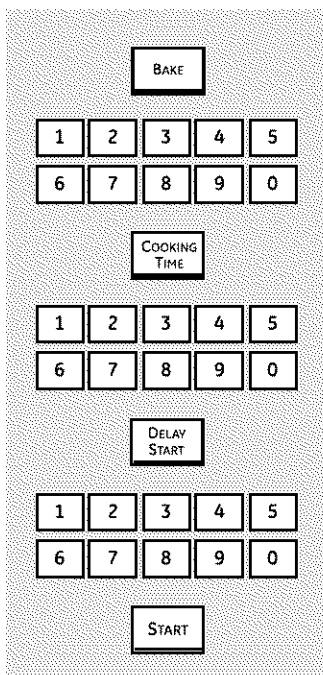 BAKE
1 2 3 4 5
6 7 8 9 0
COOKING
TIME
1 2 3 4 5
6 7 8 9 0
DELAY
START
1 2 3 4 5
6 7 8 9 0
START